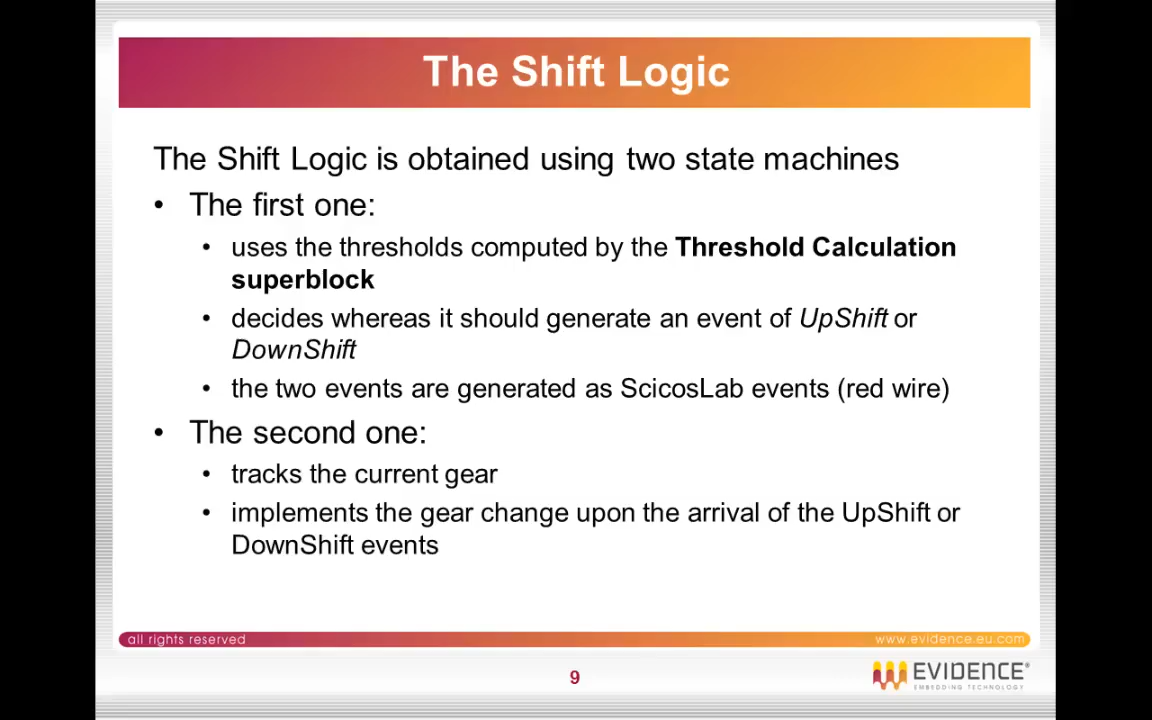 The Shift Logic
The Shift Logic is obtained using two state machines
• The first one:
• uses the thresholds computed by the Threshold Calculation
superblock
• decides whereas it should generate an event of UpShift or
DownShift
• the two events are generated as ScicosLab events (red wire)
• The second one:
• tracks the current gear
• implements the gear change upon the arrival of the UpShift or
DownShift events
all rights reserved
www.evidence.eu.com
9
EVIDENCE®
EMBEDDING TECHNOLOGY